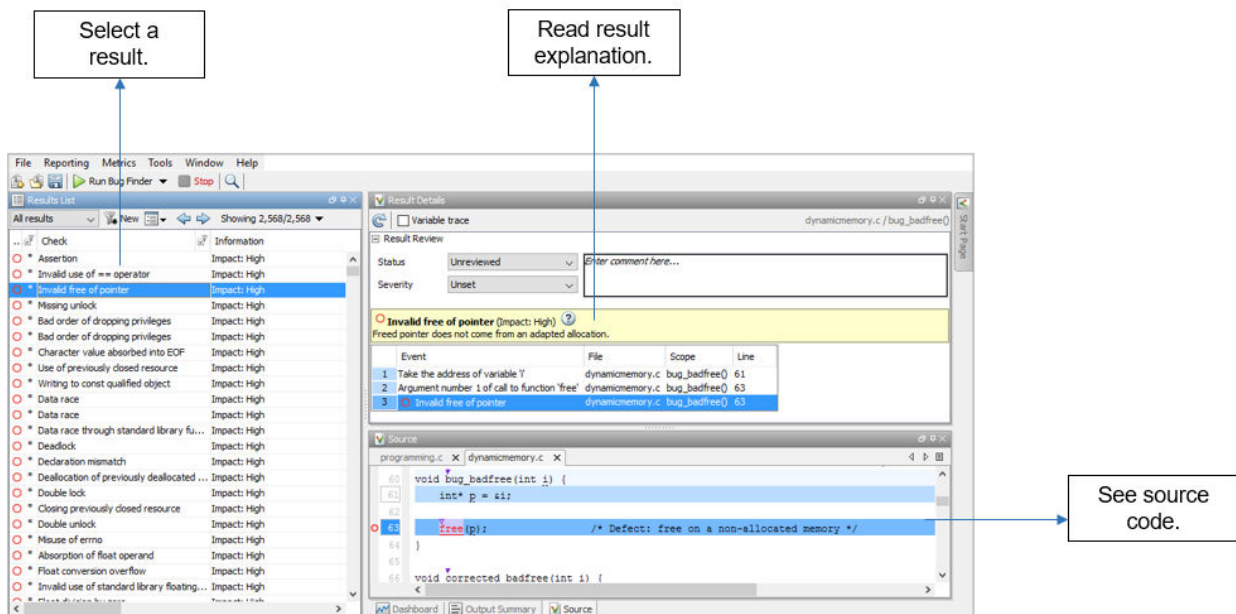 Select a
result.
Read result
explanation.
File Reporting Metrics Tools Window Help
Run Bug Finder Stop
Results List
All results New Showing 2,568/2,568
.. Check Information
* Assertion Impact: High
* Invalid use of == operator Impact: High
* Invalid free of pointer Impact: High
* Missing unlock Impact: High
* Bad order of dropping privileges Impact: High
* Bad order of dropping privileges Impact: High
* Character value absorbed into EOF Impact: High
* Use of previously closed resource Impact: High
* Writing to const qualified object Impact: High
* Data race Impact: High
* Data race Impact: High
* Data race through standard library fu... Impact: High
* Deadlock Impact: High
* Declaration mismatch Impact: High
* Deallocation of previously deallocated ... Impact: High
* Double lock Impact: High
* Closing previously closed resource Impact: High
* Double unlock Impact: High
* Misuse of errno Impact: High
* Absorption of float operand Impact: High
* Float conversion overflow Impact: High
* Invalid use of standard library floating... Impact: High
Result Details
Variable trace dynamicmemory.c / bug_badfree()
Result Review
Status Unreviewed Enter comment here...
Severity Unset
Invalid free of pointer (Impact: High) ?
Freed pointer does not come from an adapted allocation.
Event File Scope Line
1 Take the address of variable 'i' dynamicmemory.c bug_badfree() 61
2 Argument number 1 of call to function 'free' dynamicmemory.c bug_badfree() 63
3 Invalid free of pointer dynamicmemory.c bug_badfree() 63
Source
programming.c dynamicmemory.c
60 void bug_badfree(int i) {
61 int* p = &i;
62
63 free(p); /* Defect: free on a non-allocated memory */
64 }
65
66 void corrected_badfree(int i) {
Dashboard Output Summary Source
Start Page
See source
code.